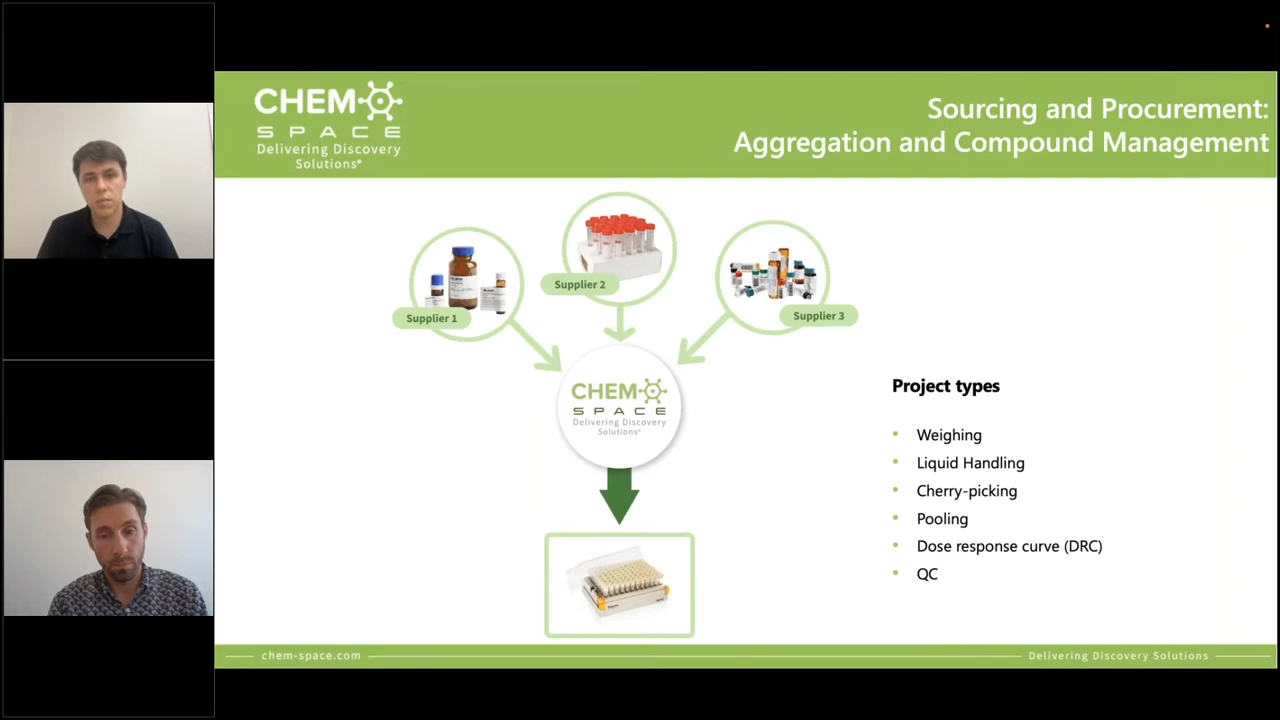 CHEM
SPACE
Delivering Discovery
Solutions®
Sourcing and Procurement:
Aggregation and Compound Management
Supplier 1
Supplier 2
Supplier 3
CHEM
SPACE
Delivering Discovery
Solutions®
Project types
• Weighing
• Liquid Handling
• Cherry-picking
• Pooling
• Dose response curve (DRC)
• QC
chem-space.com
Delivering Discovery Solutions